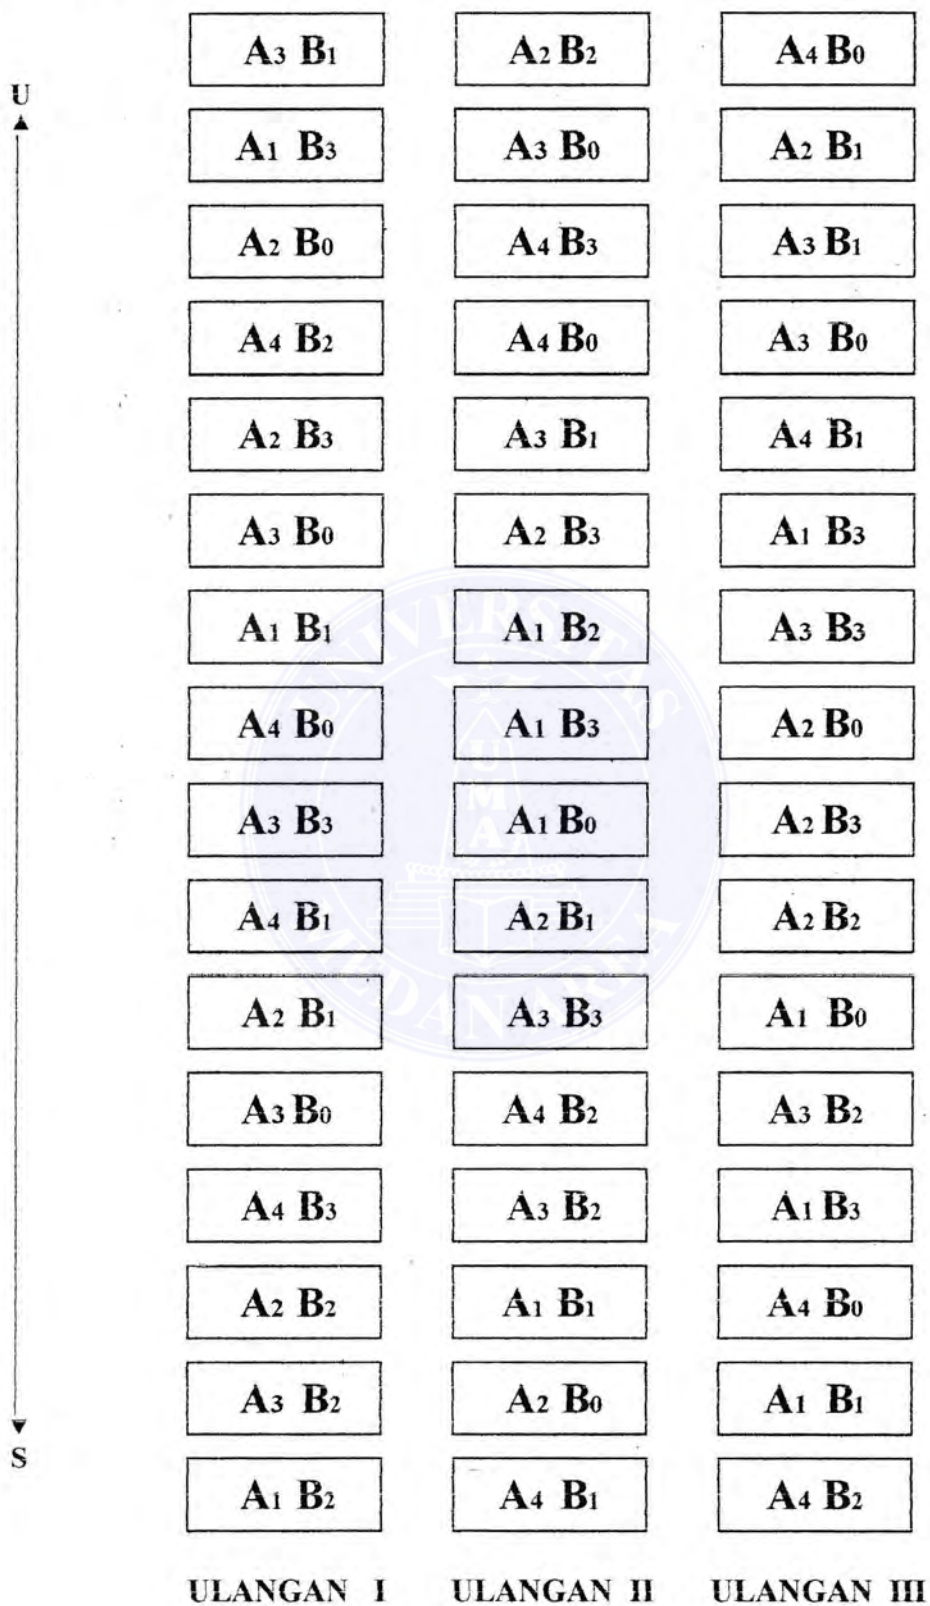 A3 B1 A2 B2 A4 B0
U
A1 B3 A3 B0 A2 B1
A2 B0 A4 B3 A3 B1
A4 B2 A4 B0 A3 B0
A2 B3 A3 B1 A4 B1
A3 B0 A2 B3 A1 B3
A1 B1 A1 B2 A3 B3
A4 B0 A1 B3 A2 B0
A3 B3 A1 B0 A2 B3
A4 B1 A2 B1 A2 B2
A2 B1 A3 B3 A1 B0
A3 B0 A4 B2 A3 B2
A4 B3 A3 B2 A1 B3
A2 B2 A1 B1 A4 B0
A3 B2 A2 B0 A1 B1
S
A1 B2 A4 B1 A4 B2
ULANGAN I ULANGAN II ULANGAN III
UNIVERSITAS
UMA
MEDAN AREA